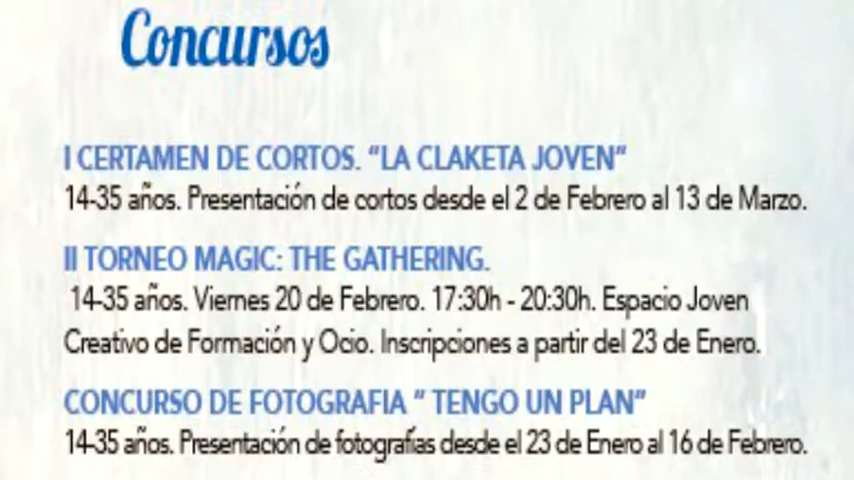 Concursos
I CERTAMEN DE CORTOS. "LA CLAKETA JOVEN"
14-35 años. Presentación de cortos desde el 2 de Febrero al 13 de Marzo.
II TORNEO MAGIC: THE GATHERING.
14-35 años. Viernes 20 de Febrero. 17:30h - 20:30h. Espacio Joven
Creativo de Formación y Ocio. Inscripciones a partir del 23 de Enero.
CONCURSO DE FOTOGRAFIA " TENGO UN PLAN"
14-35 años. Presentación de fotografías desde el 23 de Enero al 16 de Febrero.